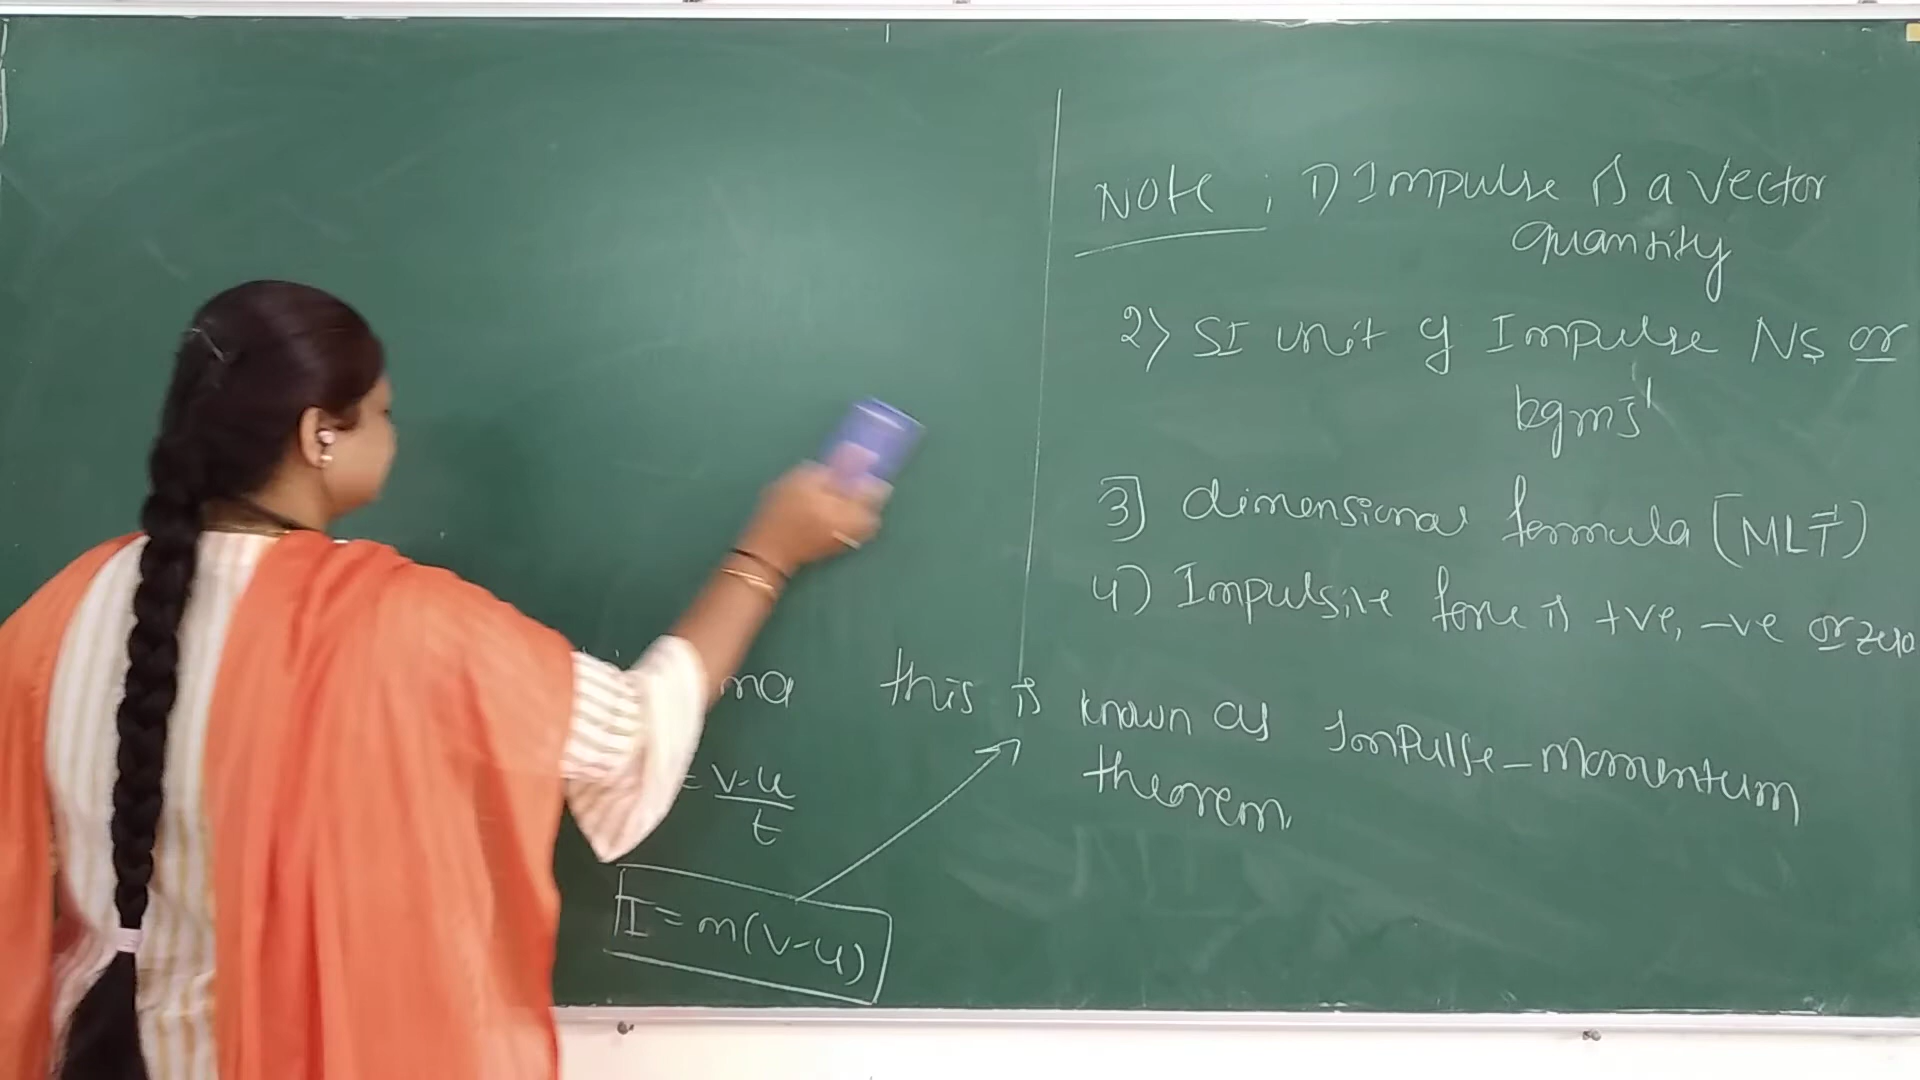 Note : 1) Impulse is a vector
quantity
2) SI unit of Impulse NS or
kgms⁻¹
3] dimensional formula [MLT⁻¹)
4) Impulsive force is +ve, -ve or zero
ma this is known as Impulse-momentum
theorem.
= v-u
t
I = m(v-u)